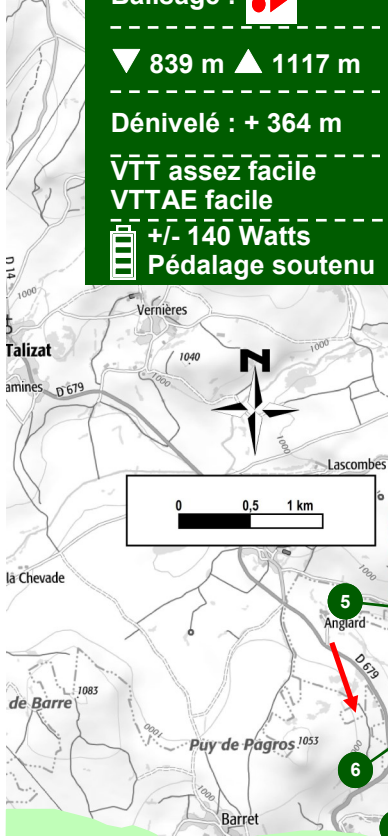 Balisage :
▼ 839 m ▲ 1117 m
Dénivelé : + 364 m
VTT assez facile
VTTAE facile
+/- 140 Watts
Pédalage soutenu
D 14
1000
Vernières
Talizat
1040
N
1000
amines
D 679
1000
1000
Lascombes
0 0,5 1 km
la Chevade
1000
5
Anglard
D 679
1083
de Barre
1000
Puy de Pagros 1053
6
1000
Barret